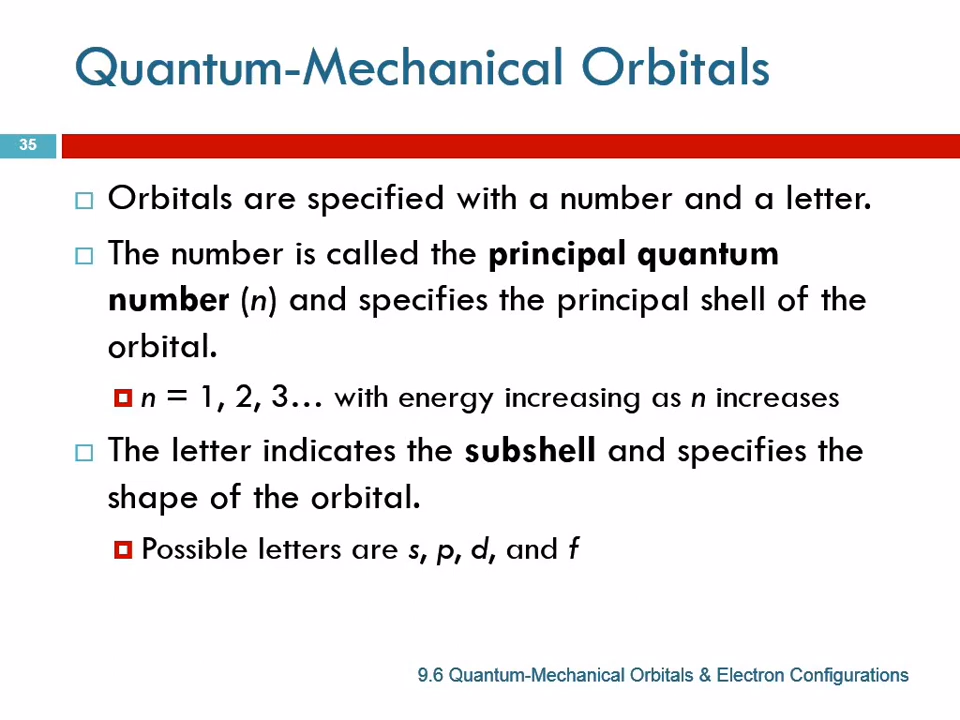 Quantum-Mechanical Orbitals
35
Orbitals are specified with a number and a letter.
The number is called the principal quantum
number (n) and specifies the principal shell of the
orbital.
n = 1, 2, 3… with energy increasing as n increases
The letter indicates the subshell and specifies the
shape of the orbital.
Possible letters are s, p, d, and f
9.6 Quantum-Mechanical Orbitals & Electron Configurations